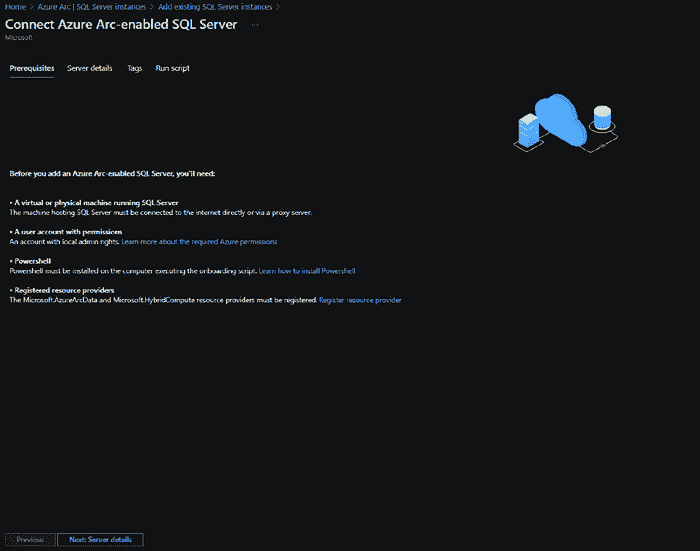 Home > Azure Arc | SQL Server instances > Add existing SQL Server instances >
Connect Azure Arc-enabled SQL Server ...
Microsoft
Prerequisites Server details Tags Run script
Before you add an Azure Arc-enabled SQL Server, you'll need:
• A virtual or physical machine running SQL Server
The machine hosting SQL Server must be connected to the internet directly or via a proxy server.
• A user account with permissions
An account with local admin rights. Learn more about the required Azure permissions
• Powershell
Powershell must be installed on the computer executing the onboarding script. Learn how to install Powershell
• Registered resource providers
The Microsoft.AzureArcData and Microsoft.HybridCompute resource providers must be registered. Register resource provider
Previous Next: Server details